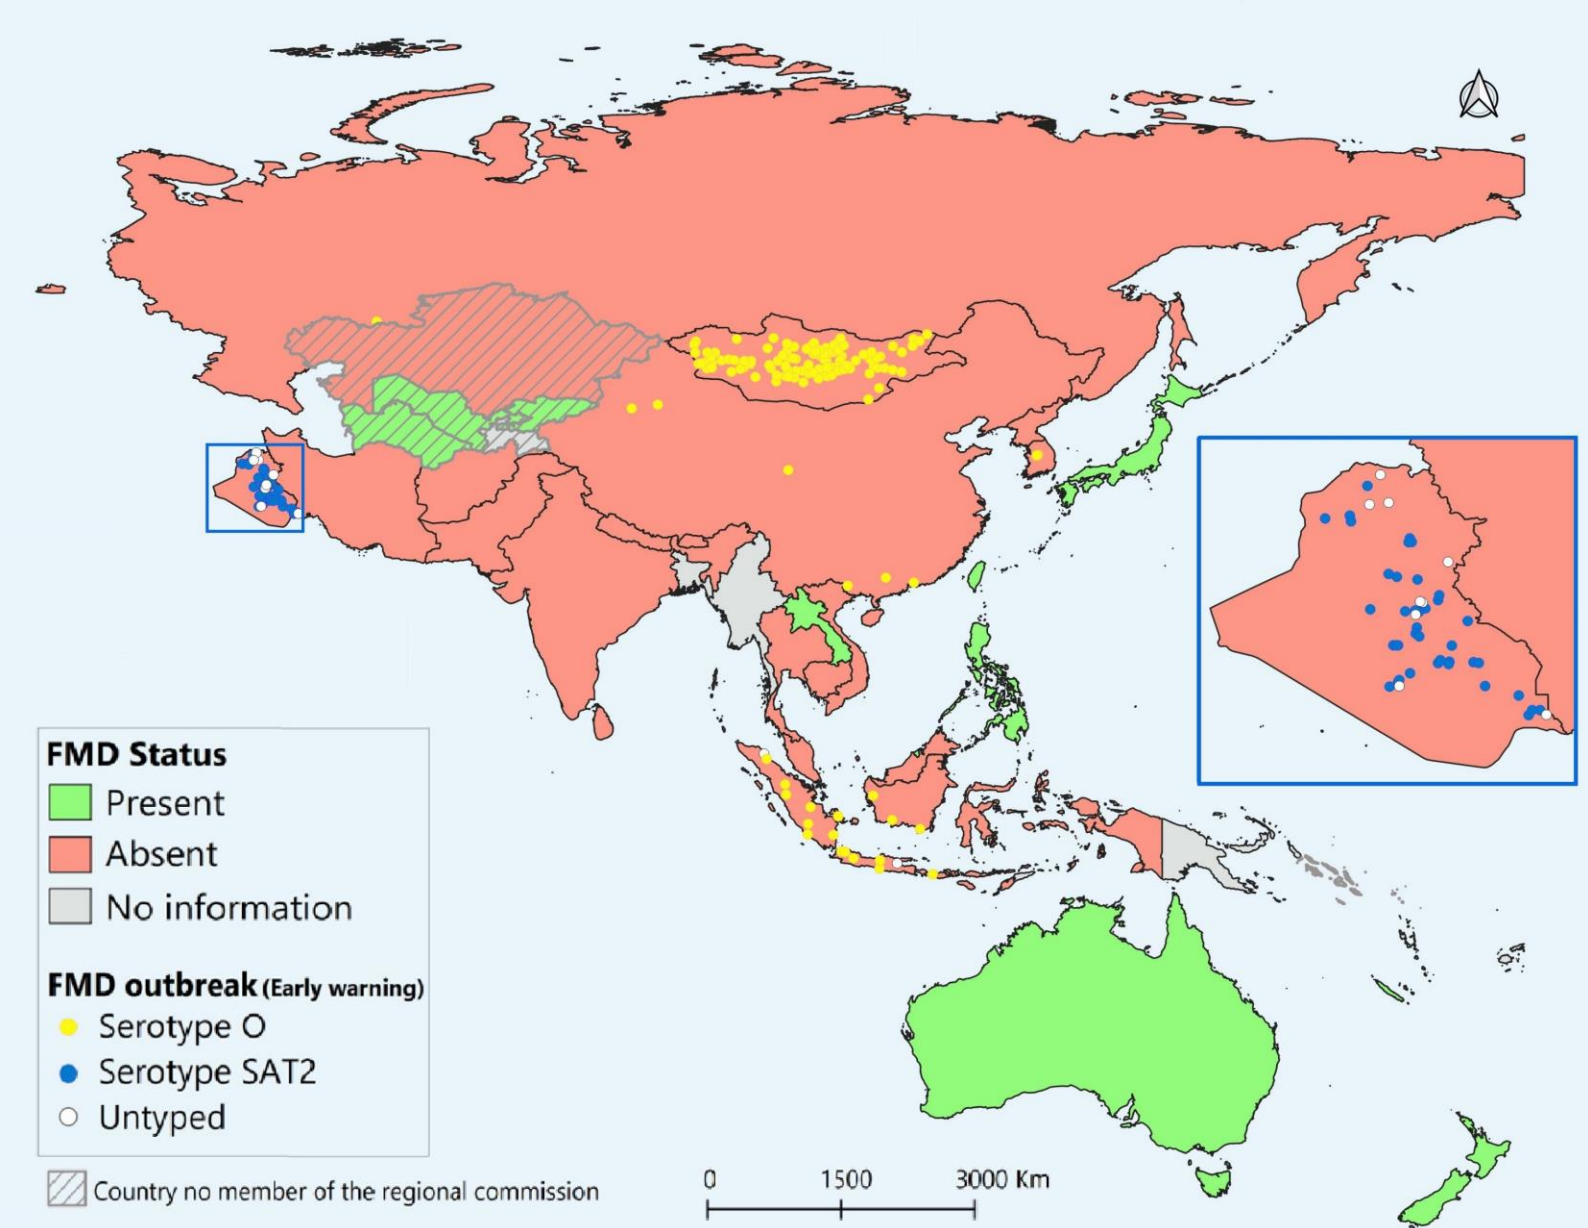 FMD Status
Present
Absent
No information
FMD outbreak (Early warning)
Serotype O
Serotype SAT2
Untyped
Country no member of the regional commission
0 1500 3000 Km